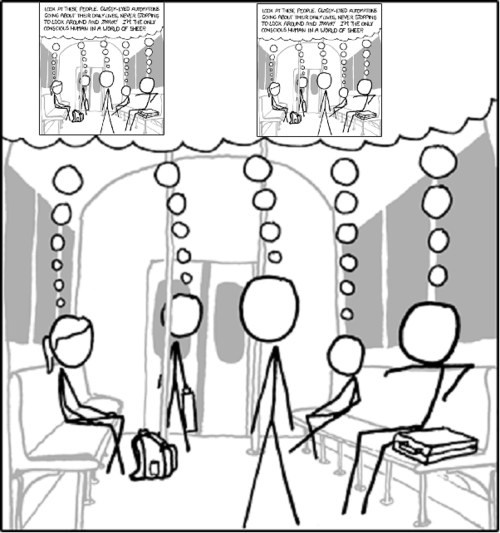 LOOK AT THESE PEOPLE. GLASSY-EYED AUTOMATONS
GOING ABOUT THEIR DAILY LIVES, NEVER STOPPING
TO LOOK AROUND AND THINK! I'M THE ONLY
CONSCIOUS HUMAN IN A WORLD OF SHEEP.
LOOK AT THESE PEOPLE. GLASSY-EYED AUTOMATONS
GOING ABOUT THEIR DAILY LIVES, NEVER STOPPING
TO LOOK AROUND AND THINK! I'M THE ONLY
CONSCIOUS HUMAN IN A WORLD OF SHEEP.